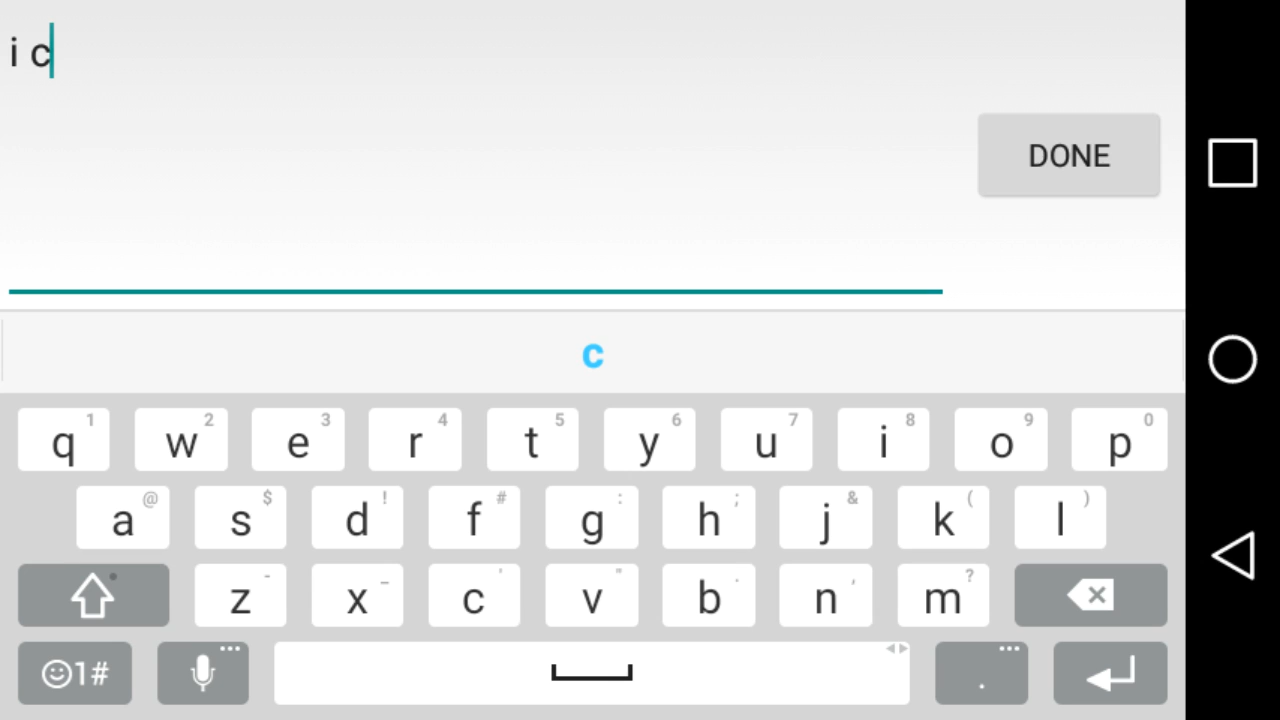 i c
DONE
c
q 1 w 2 e 3 r 4 t 5 y 6 u 7 i 8 o 9 p 0
a @ s $ d ! f # g : h ; j & k ( l )
z - x _ c ' v " b . n , m ?
1# ... ... .